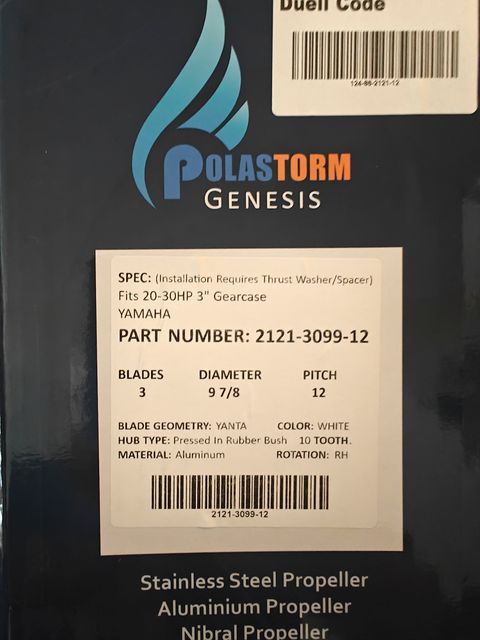 Duell Code
124-88-2121-12
POLASTORM
GENESIS
SPEC: (Installation Requires Thrust Washer/Spacer)
Fits 20-30HP 3" Gearcase
YAMAHA
PART NUMBER: 2121-3099-12
BLADES DIAMETER PITCH
3 9 7/8 12
BLADE GEOMETRY: YANTA COLOR: WHITE
HUB TYPE: Pressed In Rubber Bush 10 TOOTH.
MATERIAL: Aluminum ROTATION: RH
2121-3099-12
Stainless Steel Propeller
Aluminium Propeller
Nibral Propeller